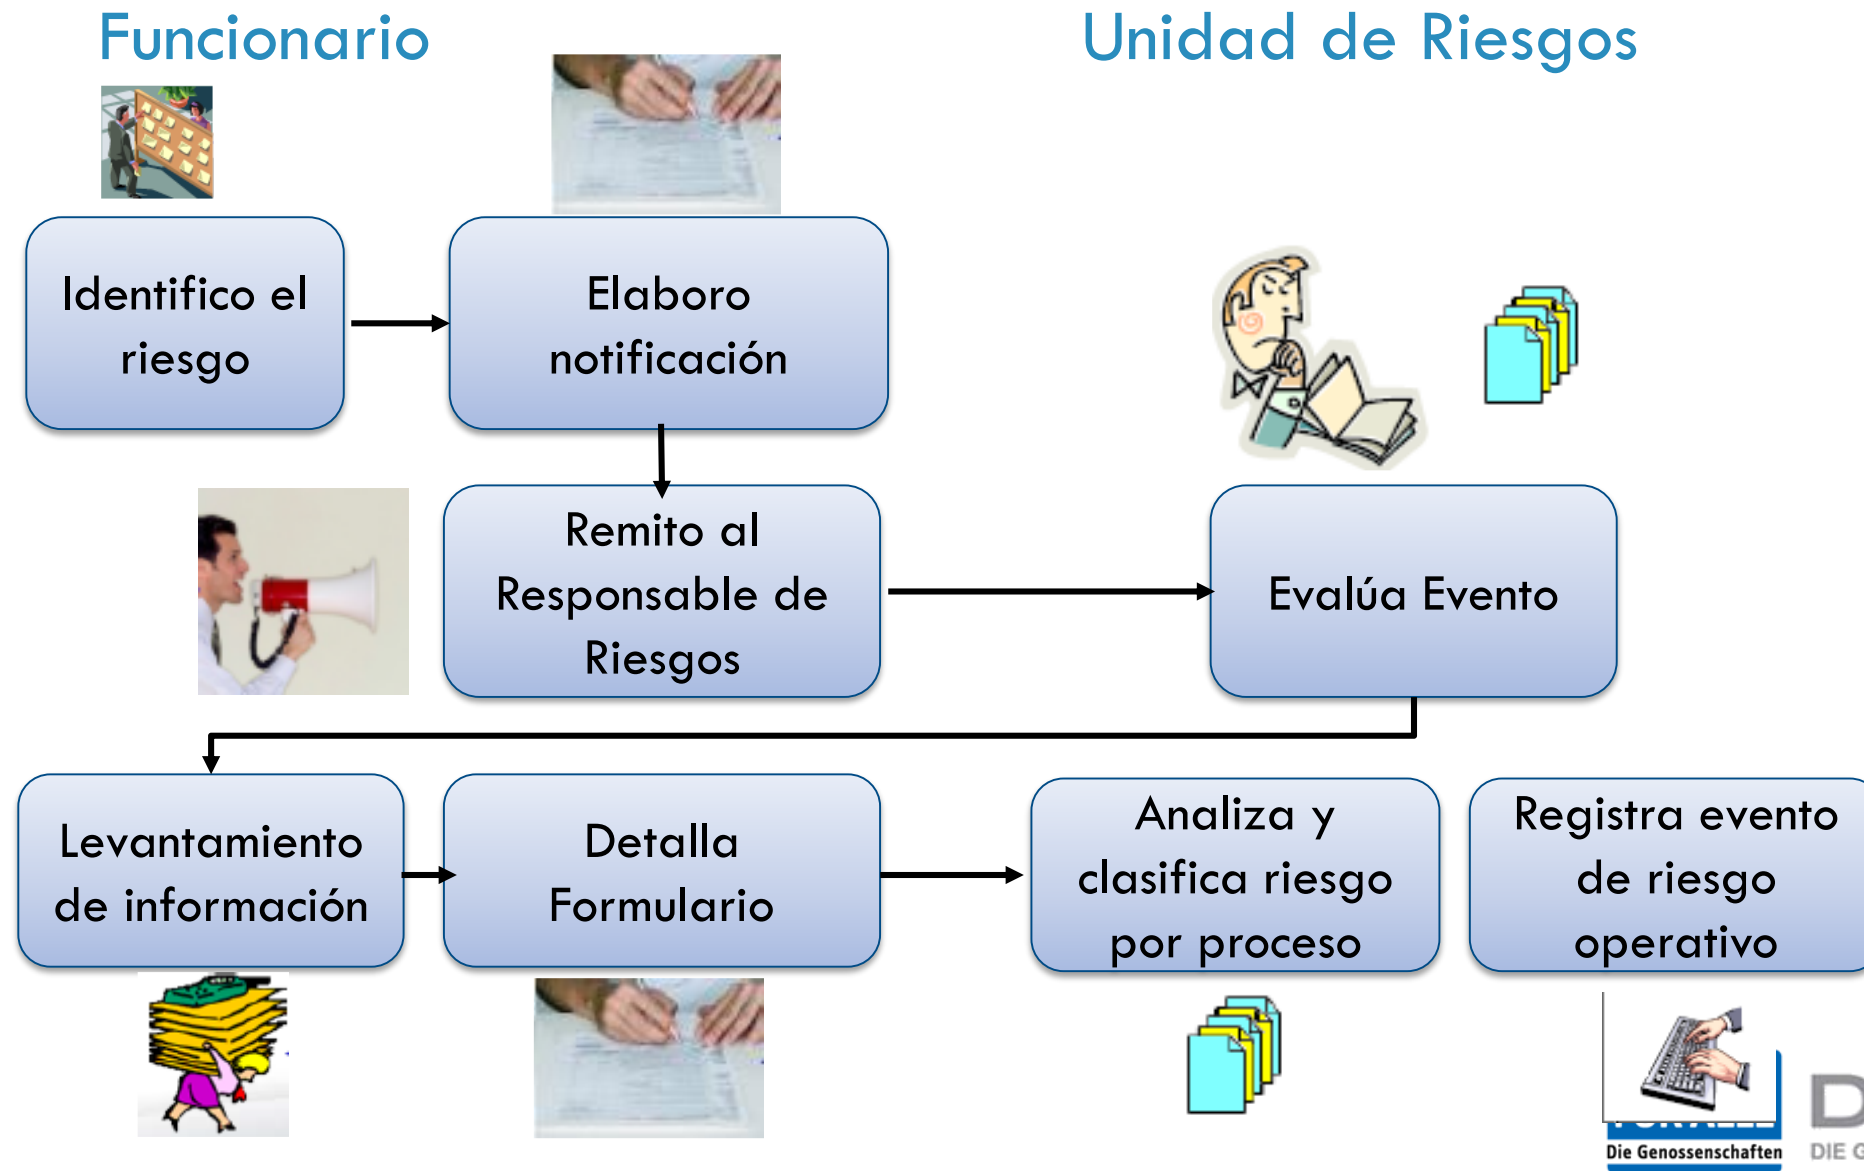 Funcionario
Unidad de Riesgos
Identifico el
riesgo
Elaboro
notificación
Remito al
Responsable de
Riesgos
Evalúa Evento
Levantamiento
de información
Detalla
Formulario
Analiza y
clasifica riesgo
por proceso
Registra evento
de riesgo
operativo
Die Genossenschaften
D
DIE G